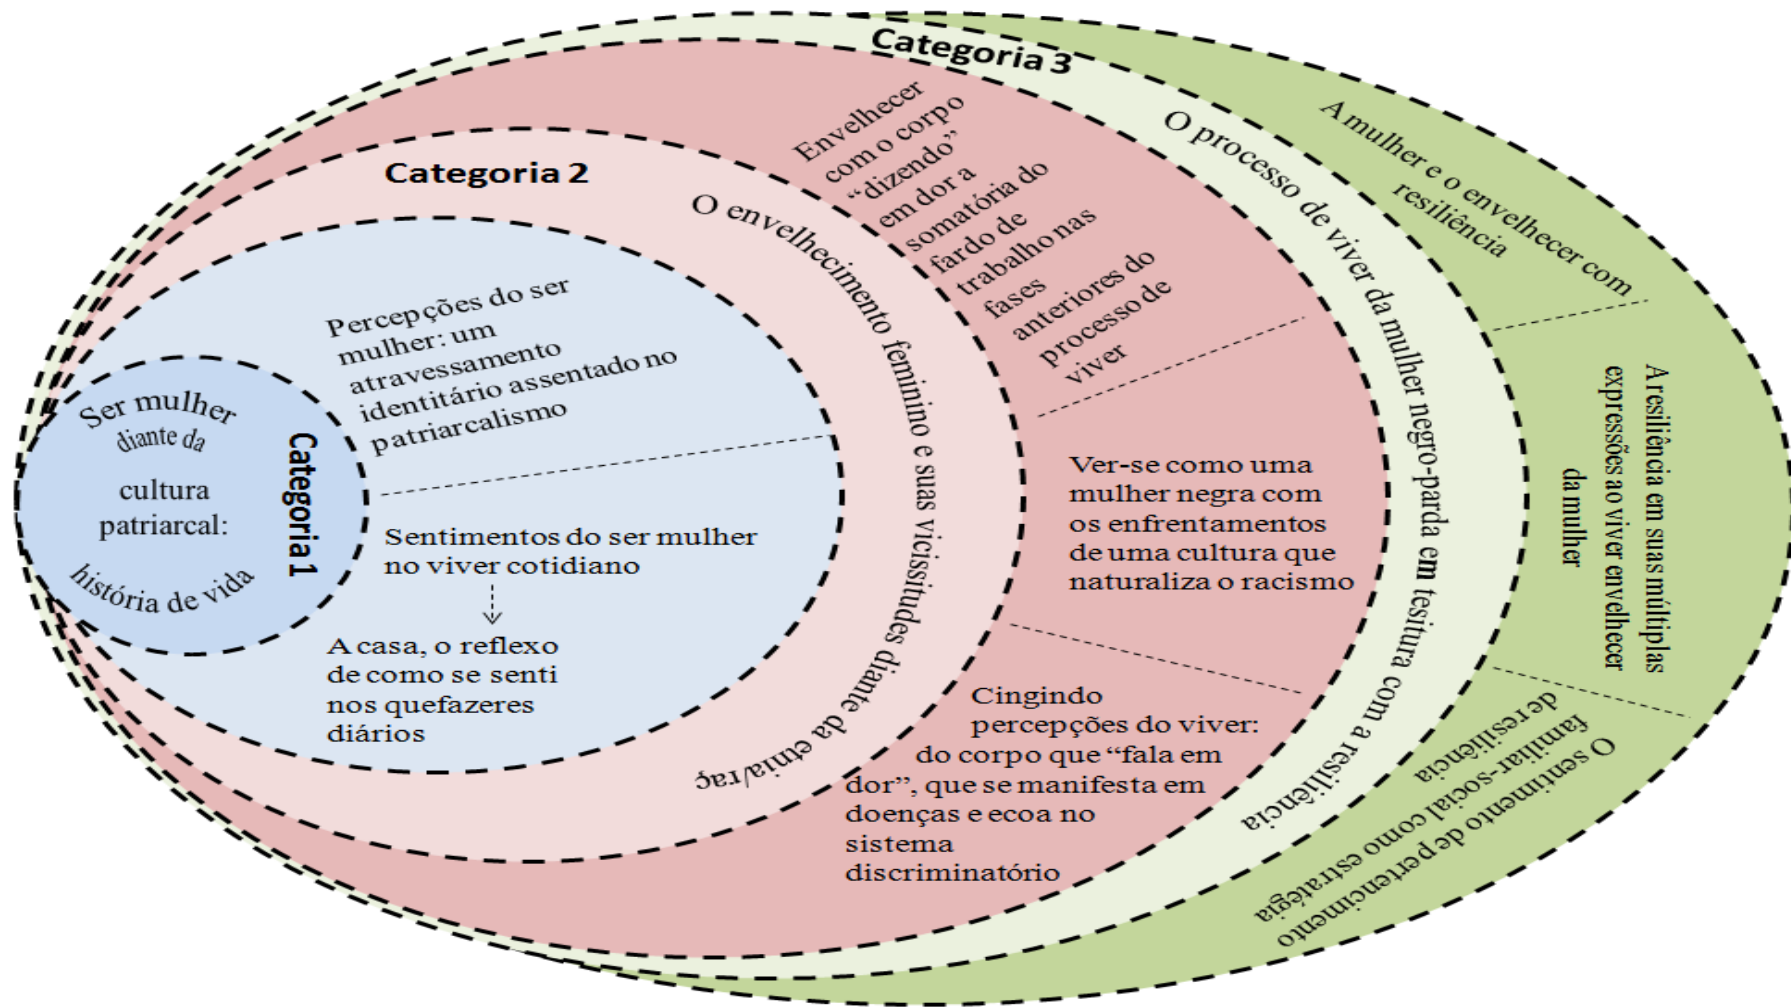 Categoria 1
Ser mulher
diante da
cultura
patriarcal:
história de vida
Percepções do ser
mulher: um
atravessamento
identitário assentado no
patriarcalismo
Sentimentos do ser mulher
no viver cotidiano
A casa, o reflexo
de como se senti
nos quefazeres
diários
Categoria 2
O envelhecimento feminino e suas vicissitudes diante da etnia/raç
Envelhecer
com o corpo
“dizendo”
em dor a
somatória do
fardo de
trabalho nas
fases
anteriores do
processo de
viver
Ver-se como uma
mulher negra com
os enfrentamentos
de uma cultura que
naturaliza o racismo
Cingindo
percepções do viver:
do corpo que “fala em
dor”, que se manifesta em
doenças e ecoa no
sistema
discriminatório
Categoria 3
O processo de viver da mulher negro-parda em tesitura com a resiliência
A mulher e o envelhecer com
resiliência
A resiliência em suas múltiplas
expressões ao viver envelhecer
da mulher
O sentimento de pertencimento
familiar-social como estratégia
de resiliência